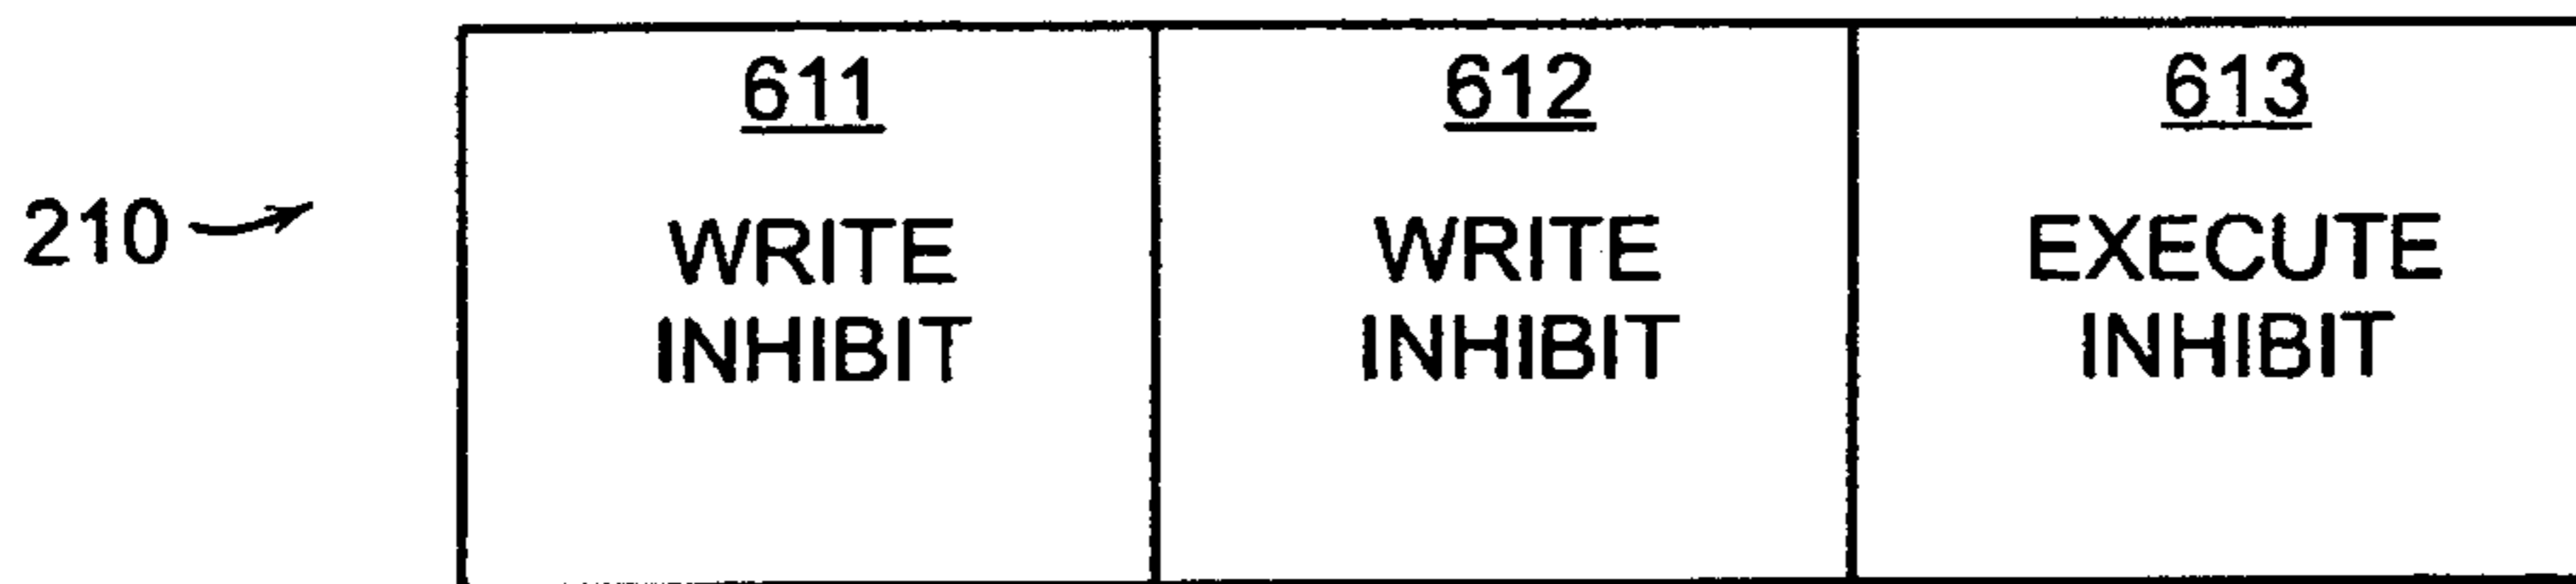 611 612 613
210
WRITE INHIBIT
WRITE INHIBIT
EXECUTE INHIBIT